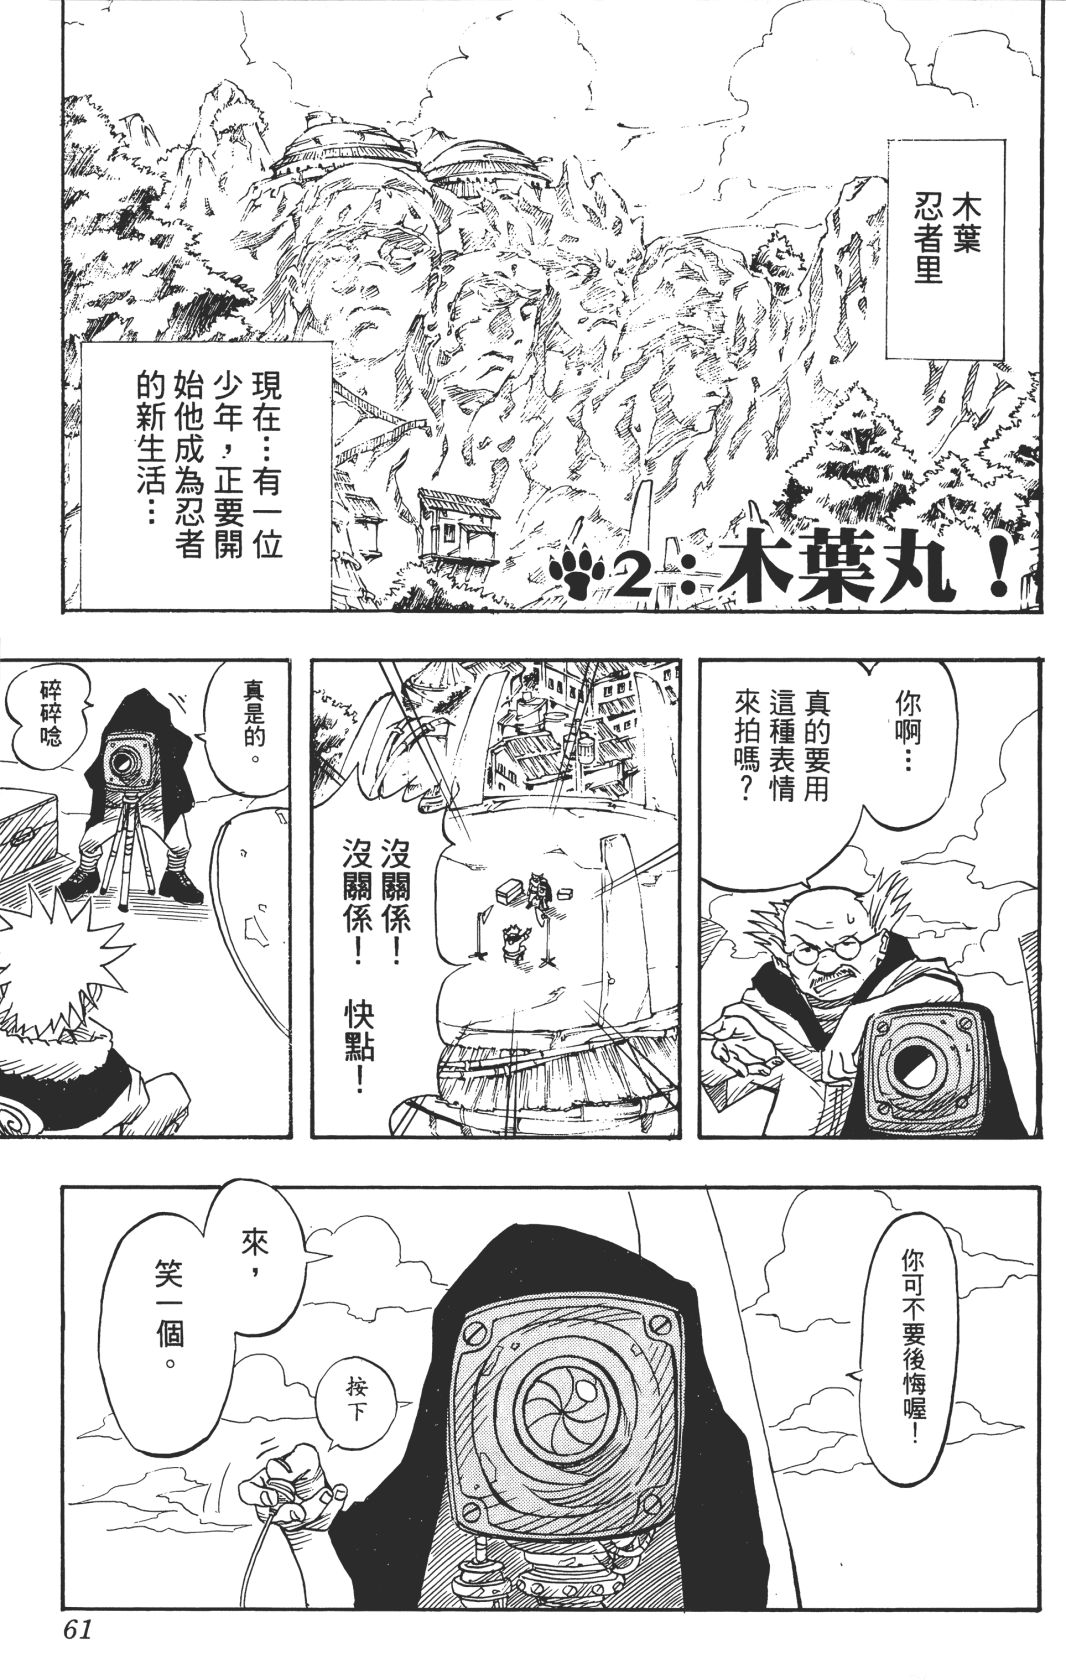 木葉
忍者里
現在…有一位
少年，正要開
始他成為忍者
的新生活…
2：木葉丸！
你啊…
真的要用
這種表情
來拍嗎？
沒關係！
沒關係！　快點！
真是的。
碎碎唸
你可不要後悔喔！
來，
笑一個。
按下
61